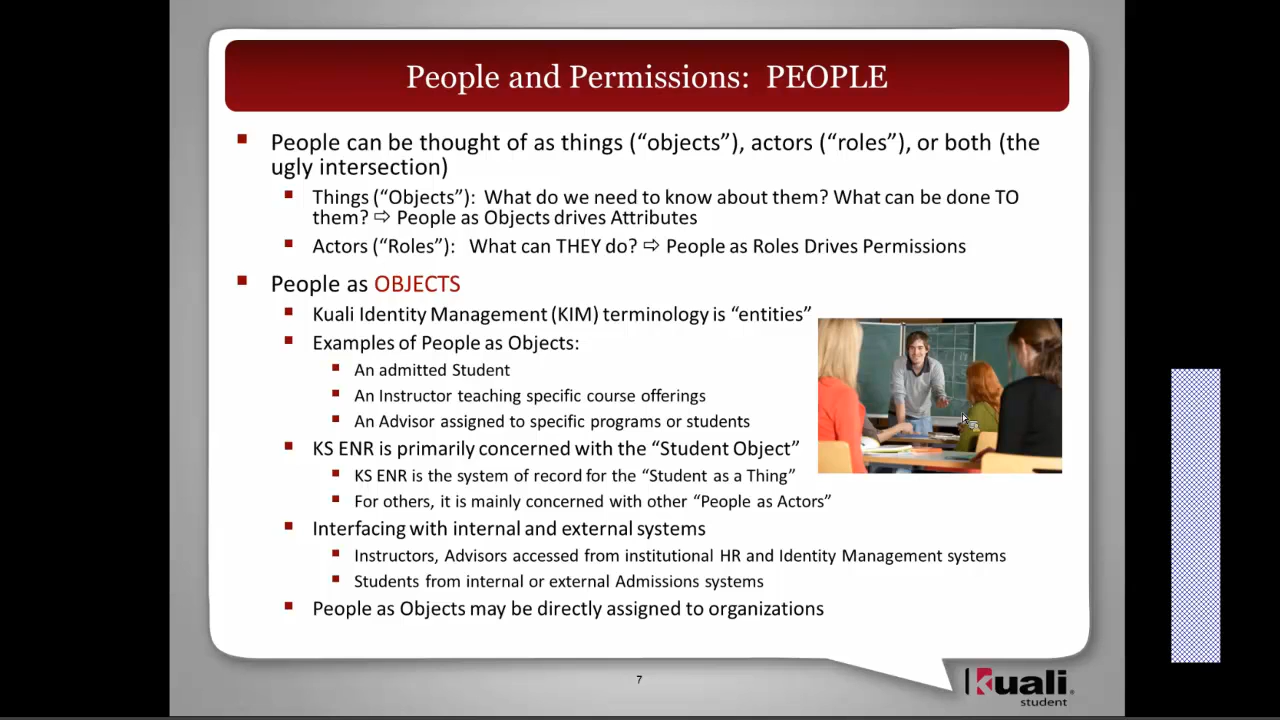 People and Permissions:  PEOPLE
People can be thought of as things (“objects”), actors (“roles”), or both (the
ugly intersection)
Things (“Objects”):  What do we need to know about them? What can be done TO
them? ⇨ People as Objects drives Attributes
Actors (“Roles”):   What can THEY do? ⇨ People as Roles Drives Permissions
People as OBJECTS
Kuali Identity Management (KIM) terminology is “entities”
Examples of People as Objects:
An admitted Student
An Instructor teaching specific course offerings
An Advisor assigned to specific programs or students
KS ENR is primarily concerned with the “Student Object”
KS ENR is the system of record for the “Student as a Thing”
For others, it is mainly concerned with other “People as Actors”
Interfacing with internal and external systems
Instructors, Advisors accessed from institutional HR and Identity Management systems
Students from internal or external Admissions systems
People as Objects may be directly assigned to organizations
7
Kuali®
student